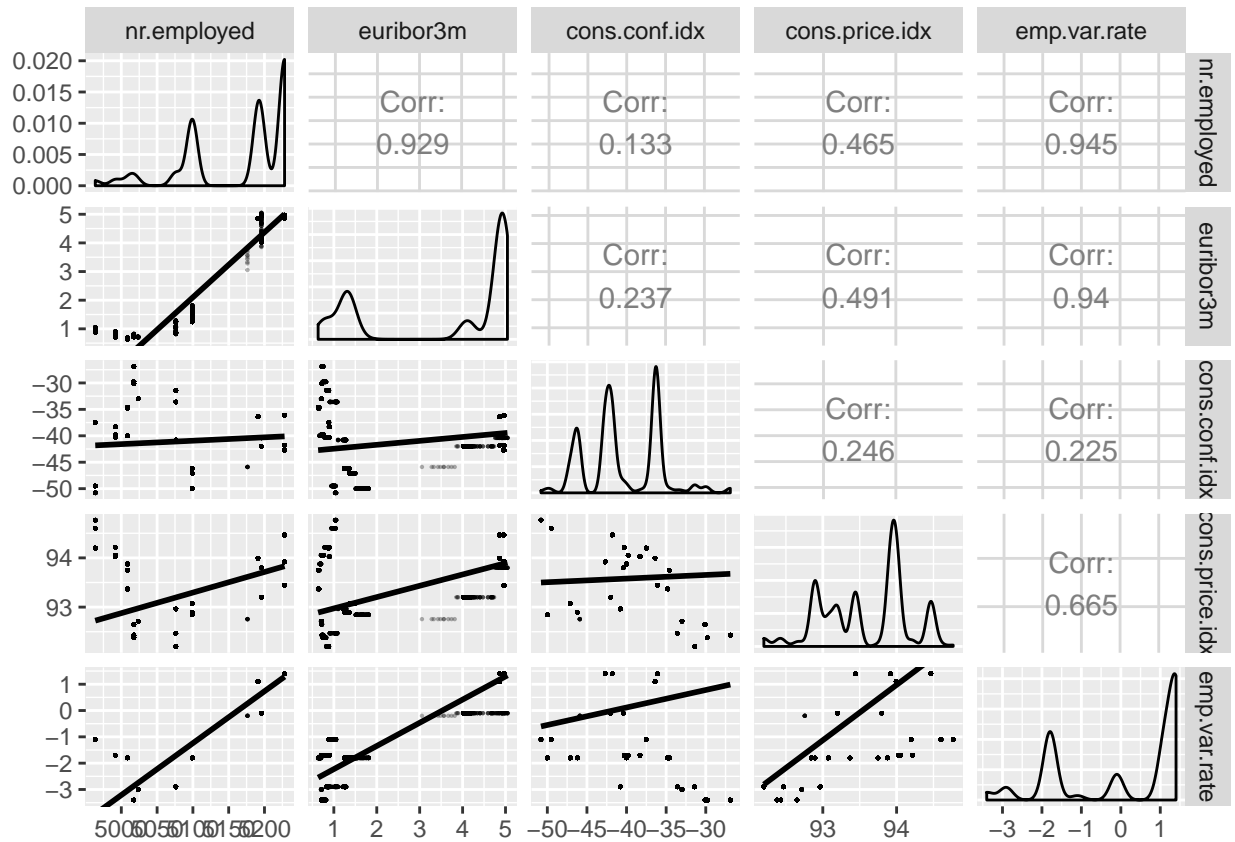 nr.employed euribor3m cons.conf.idx cons.price.idx emp.var.rate
0.020
0.015
0.010
0.005
0.000
Corr:
0.929
Corr:
0.133
Corr:
0.465
Corr:
0.945
nr.employed
5
4
3
2
1
Corr:
0.237
Corr:
0.491
Corr:
0.94
euribor3m
−30
−35
−40
−45
−50
Corr:
0.246
Corr:
0.225
cons.conf.idx
94
93
Corr:
0.665
cons.price.idx
1
0
−1
−2
−3
emp.var.rate
5000 5050 5100 5150 5200 1 2 3 4 5 −50 −45 −40 −35 −30 93 94 −3 −2 −1 0 1